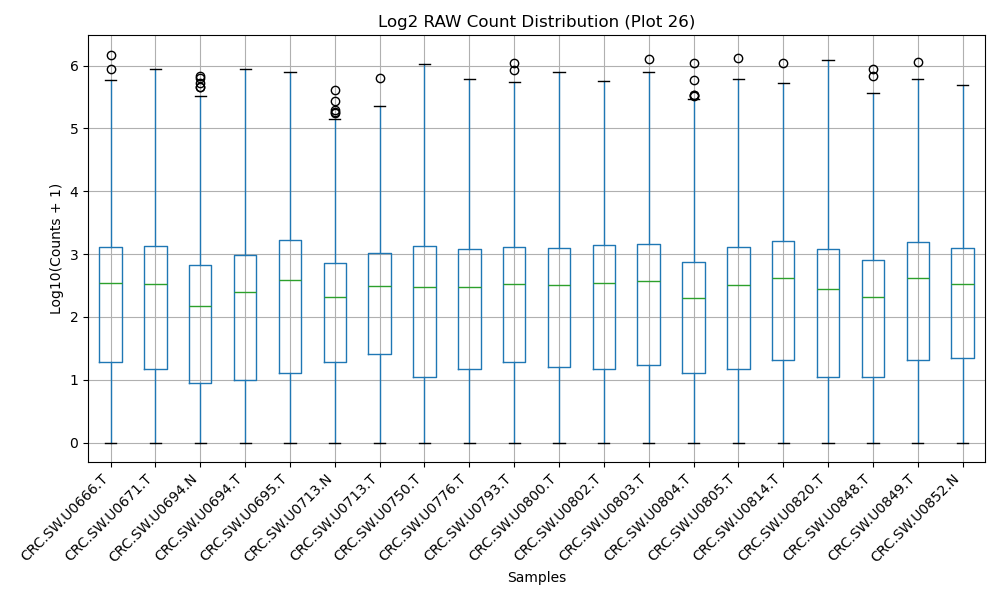 Log2 RAW Count Distribution (Plot 26)
Log10(Counts + 1)
6
5
4
3
2
1
0
CRC.SW.U0666.T
CRC.SW.U0671.T
CRC.SW.U0694.N
CRC.SW.U0694.T
CRC.SW.U0695.T
CRC.SW.U0713.N
CRC.SW.U0713.T
CRC.SW.U0750.T
CRC.SW.U0776.T
CRC.SW.U0793.T
CRC.SW.U0800.T
CRC.SW.U0802.T
CRC.SW.U0803.T
CRC.SW.U0804.T
CRC.SW.U0805.T
CRC.SW.U0814.T
CRC.SW.U0820.T
CRC.SW.U0848.T
CRC.SW.U0849.T
CRC.SW.U0852.N
Samples